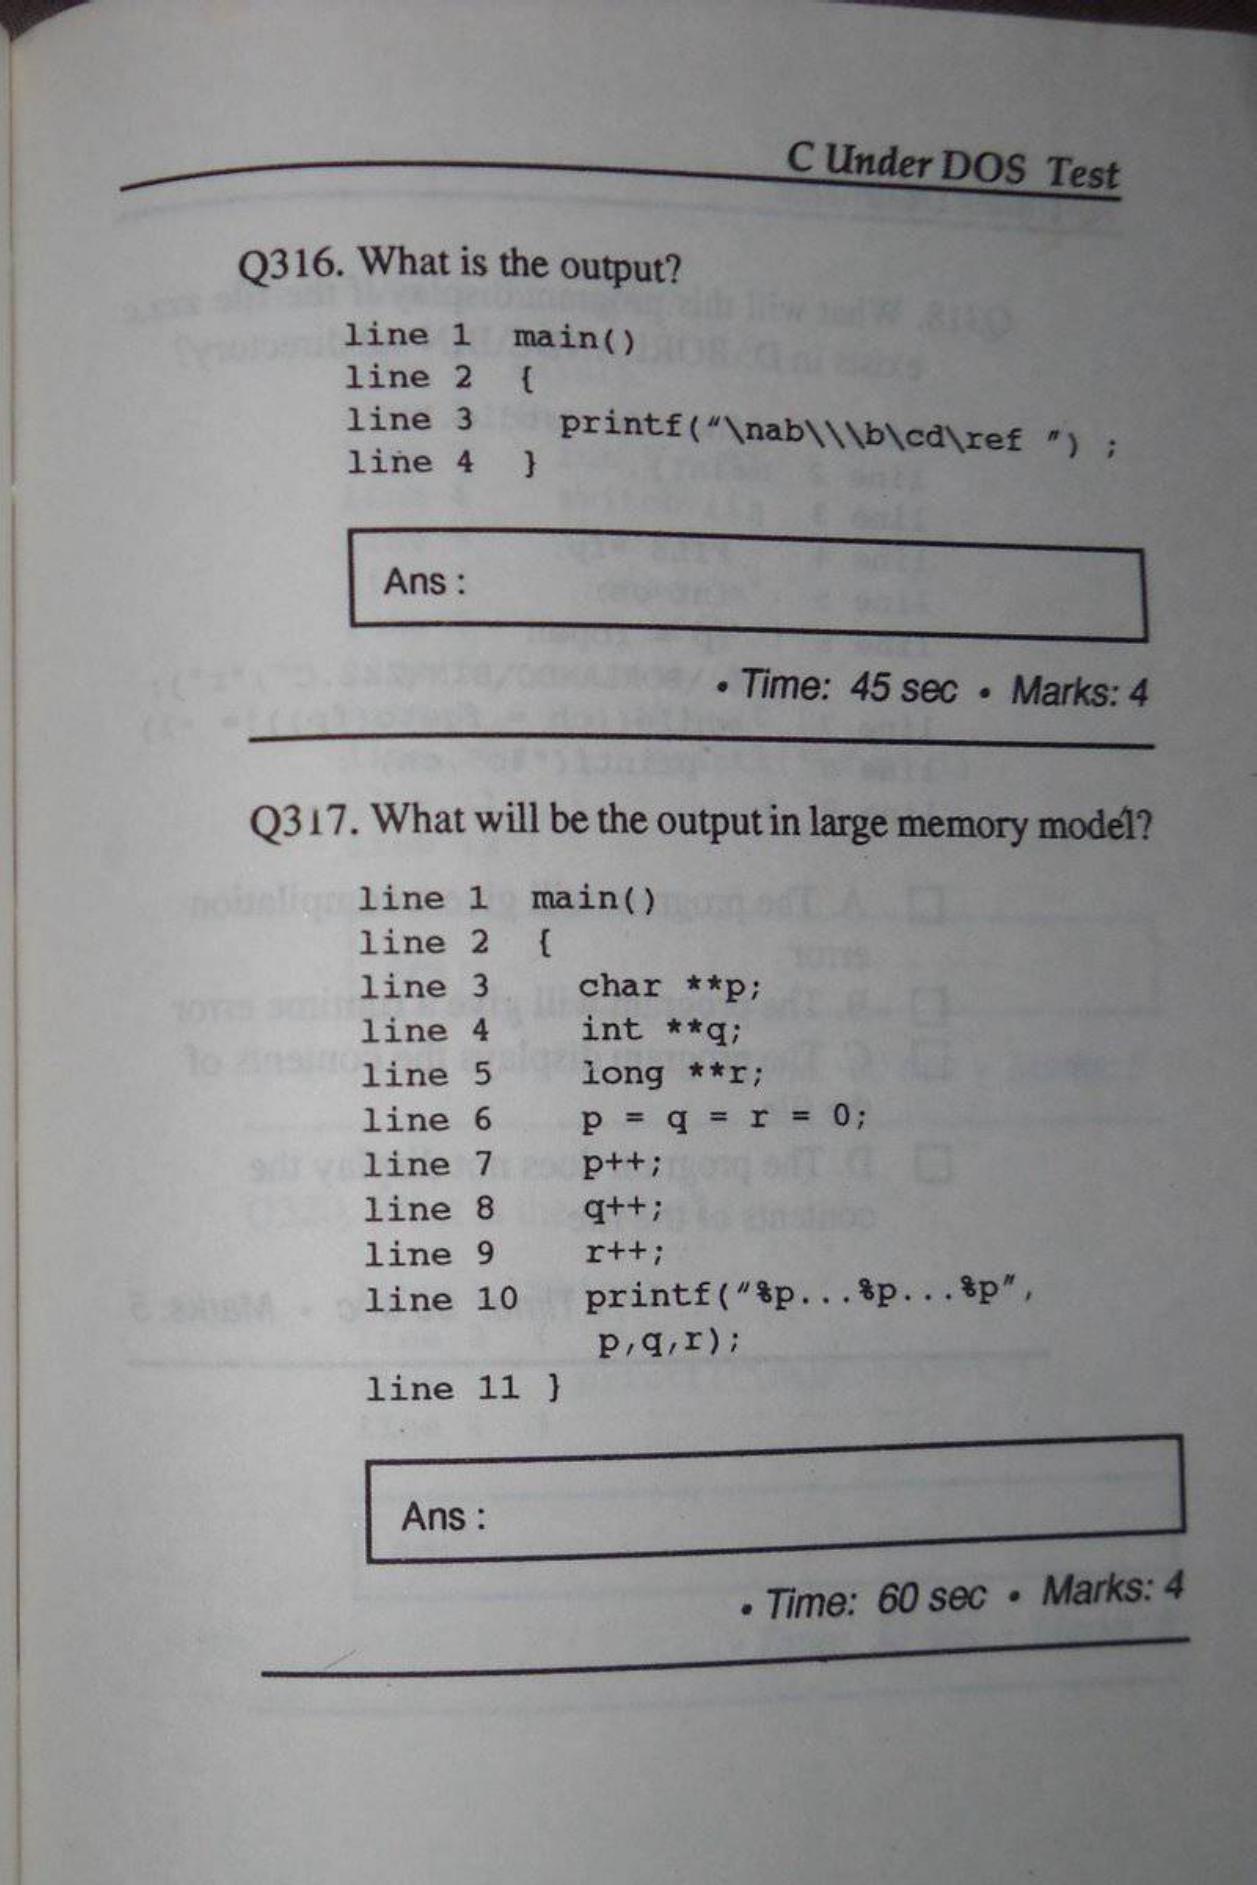 C Under DOS Test
Q316. What is the output?
line 1 main()
line 2 {
line 3 printf("\nab\\\b\cd\ref ") ;
line 4 }
Ans :
• Time: 45 sec • Marks: 4
Q317. What will be the output in large memory model?
line 1 main()
line 2 {
line 3 char **p;
line 4 int **q;
line 5 long **r;
line 6 p = q = r = 0;
line 7 p++;
line 8 q++;
line 9 r++;
line 10 printf("%p...%p...%p",
p,q,r);
line 11 }
Ans :
• Time: 60 sec • Marks: 4